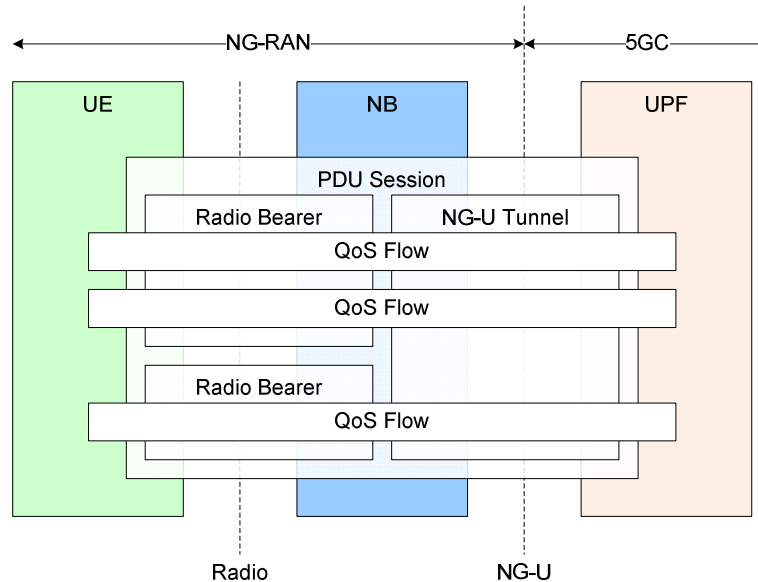 NG-RAN
5GC
UE
NB
UPF
PDU Session
Radio Bearer
NG-U Tunnel
QoS Flow
QoS Flow
Radio Bearer
QoS Flow
Radio
NG-U